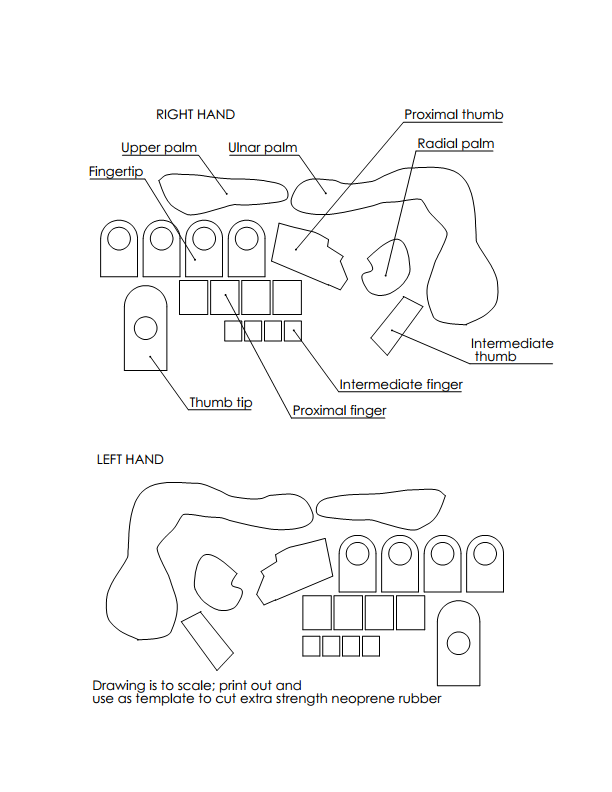 RIGHT HAND
Proximal thumb
Upper palm
Ulnar palm
Radial palm
Fingertip
Intermediate
thumb
Intermediate finger
Thumb tip
Proximal finger
LEFT HAND
Drawing is to scale; print out and
use as template to cut extra strength neoprene rubber